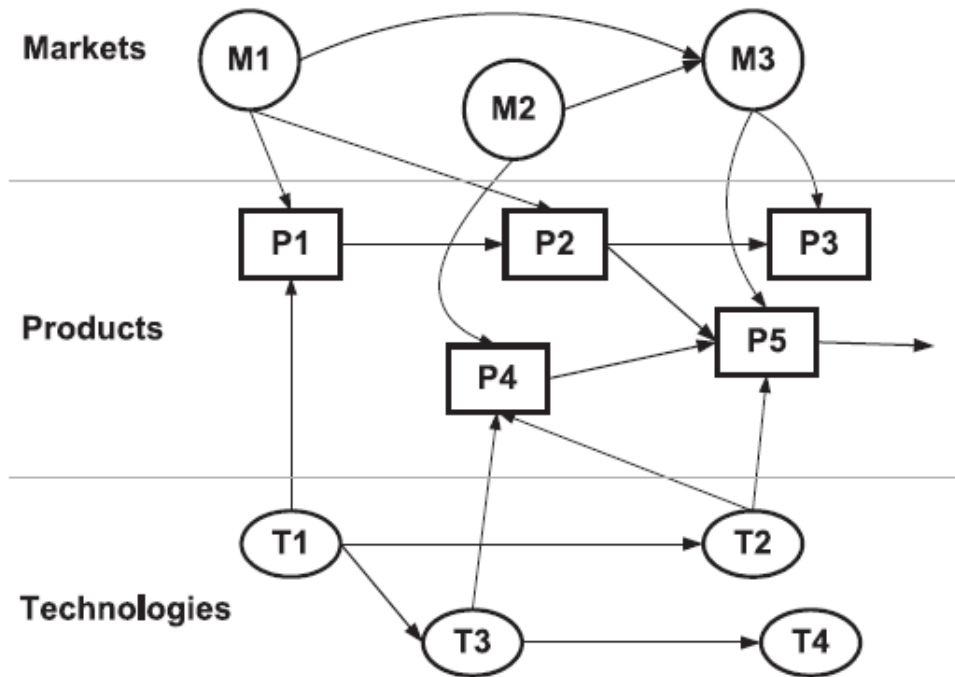 Markets
M1
M2
M3
P1
P2
P3
Products
P4
P5
T1
T2
Technologies
T3
T4